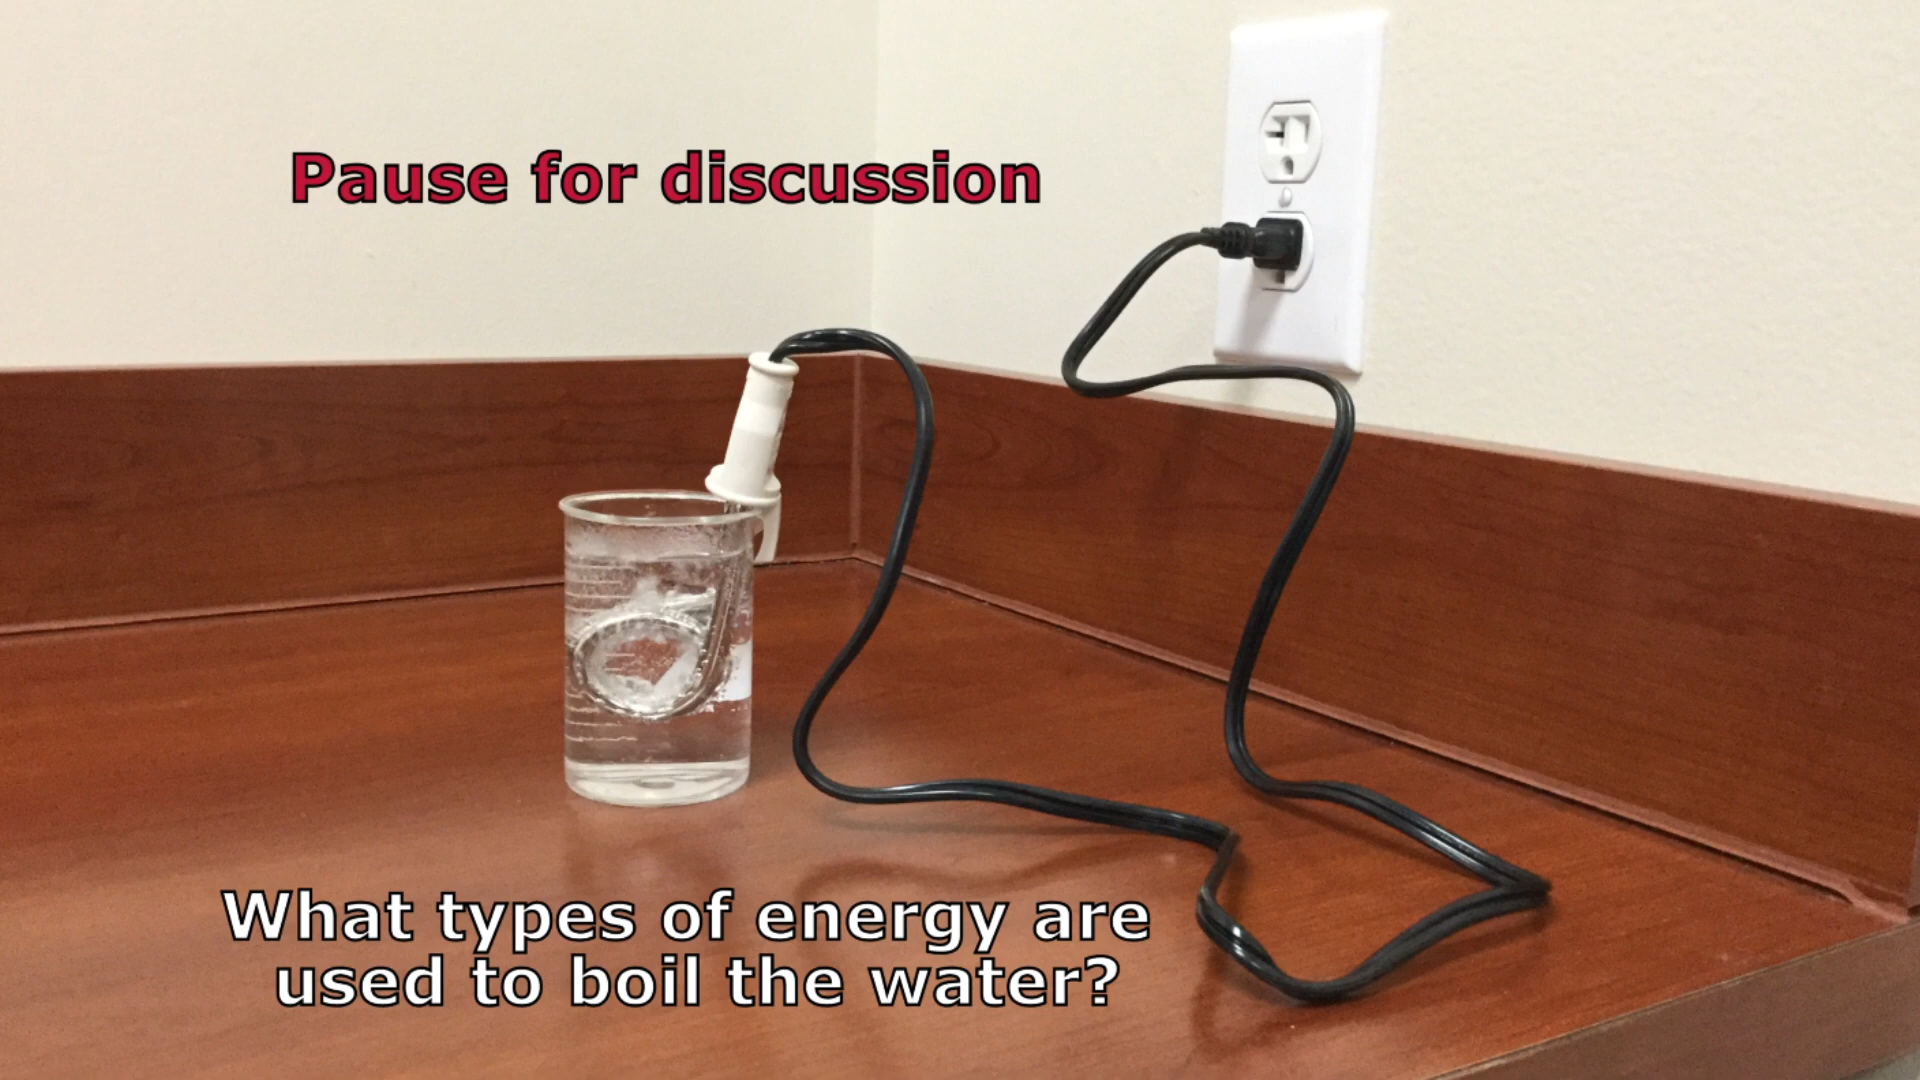 Pause for discussion
What types of energy are
used to boil the water?